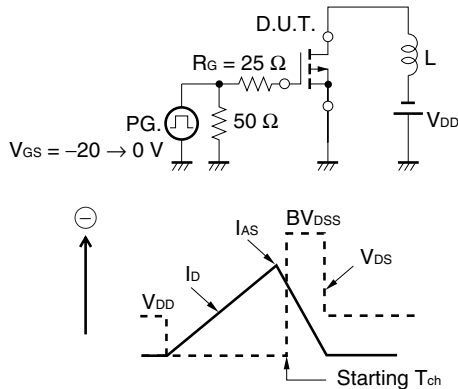 D.U.T.
RG = 25 Ω
L
PG.
50 Ω
VDD
VGS = −20 → 0 V
−
IAS
BVDSS
ID
VDS
VDD
Starting Tch